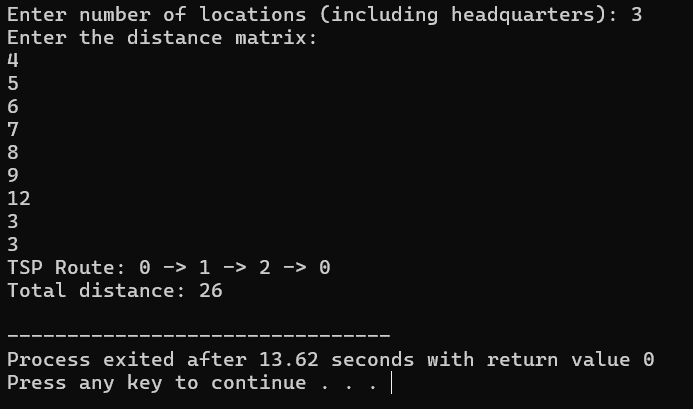 Enter number of locations (including headquarters): 3
Enter the distance matrix:
4
5
6
7
8
9
12
3
3
TSP Route: 0 -> 1 -> 2 -> 0
Total distance: 26
--------------------------------
Process exited after 13.62 seconds with return value 0
Press any key to continue . . .